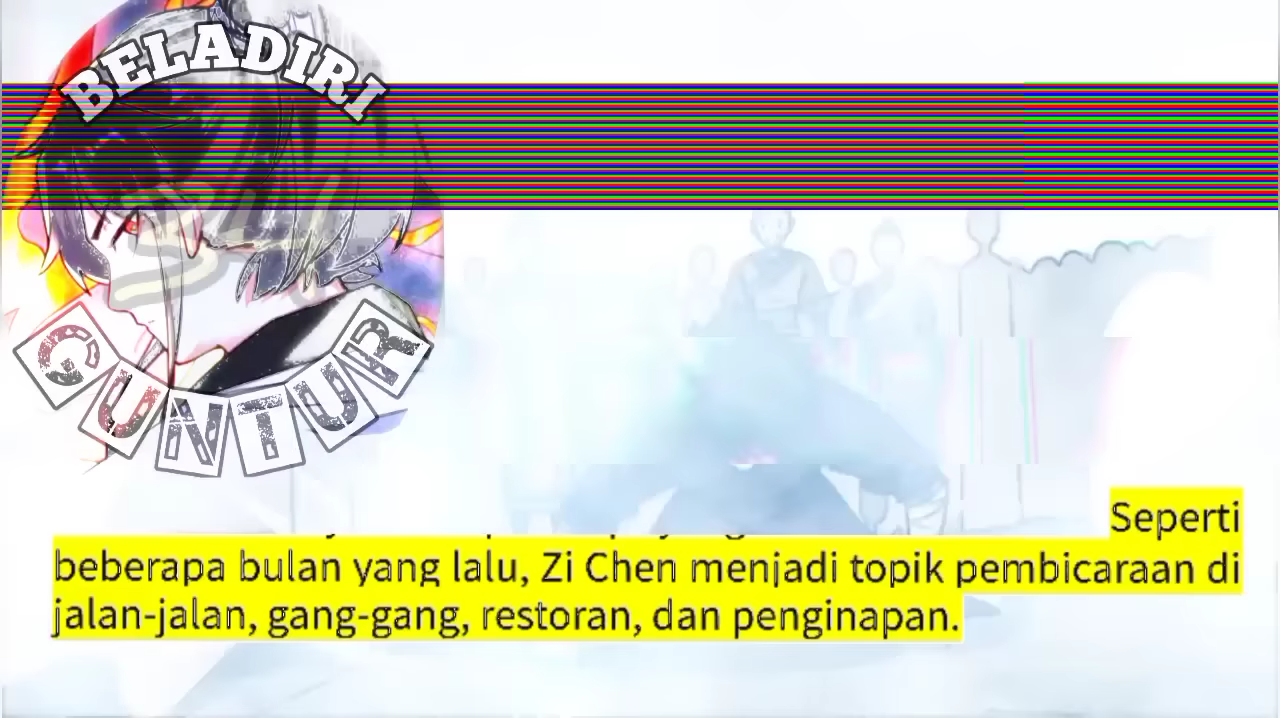 BELADIRI
GUNTUR
Seperti
beberapa bulan yang lalu, Zi Chen menjadi topik pembicaraan di
jalan-jalan, gang-gang, restoran, dan penginapan.